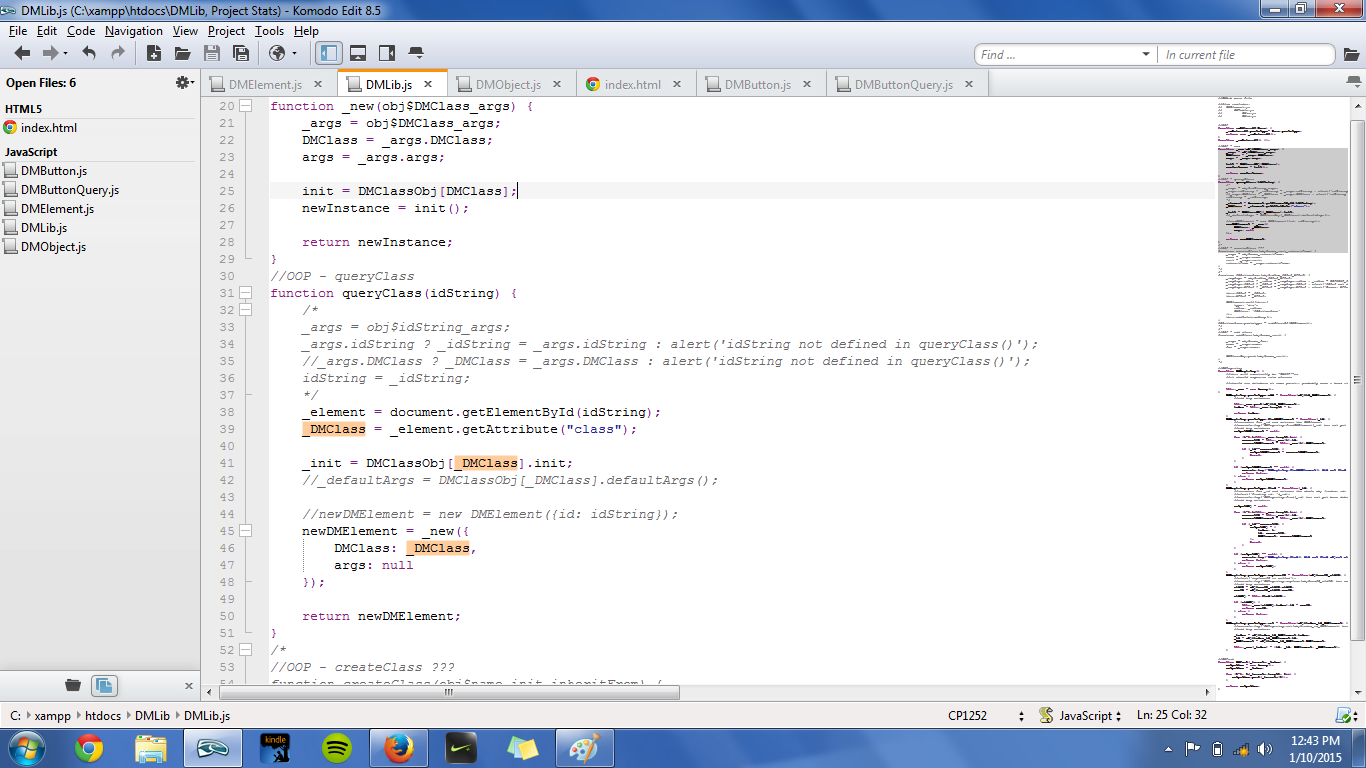 DMLib.js (C:\xampp\htdocs\DMLib, Project Stats) - Komodo Edit 8.5
File Edit Code Navigation View Project Tools Help
Find ... In current file
Open Files: 6
HTML5
index.html
JavaScript
DMButton.js
DMButtonQuery.js
DMElement.js
DMLib.js
DMObject.js
DMElement.js DMLib.js DMObject.js index.html DMButton.js DMButtonQuery.js
20 function _new(obj$DMClass_args) {
21 _args = obj$DMClass_args;
22 DMClass = _args.DMClass;
23 args = _args.args;
24
25 init = DMClassObj[DMClass];
26 newInstance = init();
27
28 return newInstance;
29 }
30 //OOP - queryClass
31 function queryClass(idString) {
32 /*
33 _args = obj$idString_args;
34 _args.idString ? _idString = _args.idString : alert('idString not defined in queryClass()');
35 //_args.DMClass ? _DMClass = _args.DMClass : alert('idString not defined in queryClass()');
36 idString = _idString;
37 */
38 _element = document.getElementById(idString);
39 _DMClass = _element.getAttribute("class");
40
41 _init = DMClassObj[_DMClass].init;
42 //_defaultArgs = DMClassObj[_DMClass].defaultArgs();
43
44 //newDMElement = new DMElement({id: idString});
45 newDMElement = _new({
46 DMClass: _DMClass,
47 args: null
48 });
49
50 return newDMElement;
51 }
52 /*
53 //OOP - createClass ???
54 function createClass(obj$name_init_inheritFrom) {
C: xampp htdocs DMLib DMLib.js
CP1252 JavaScript Ln: 25 Col: 32
kindle
12:43 PM
1/10/2015